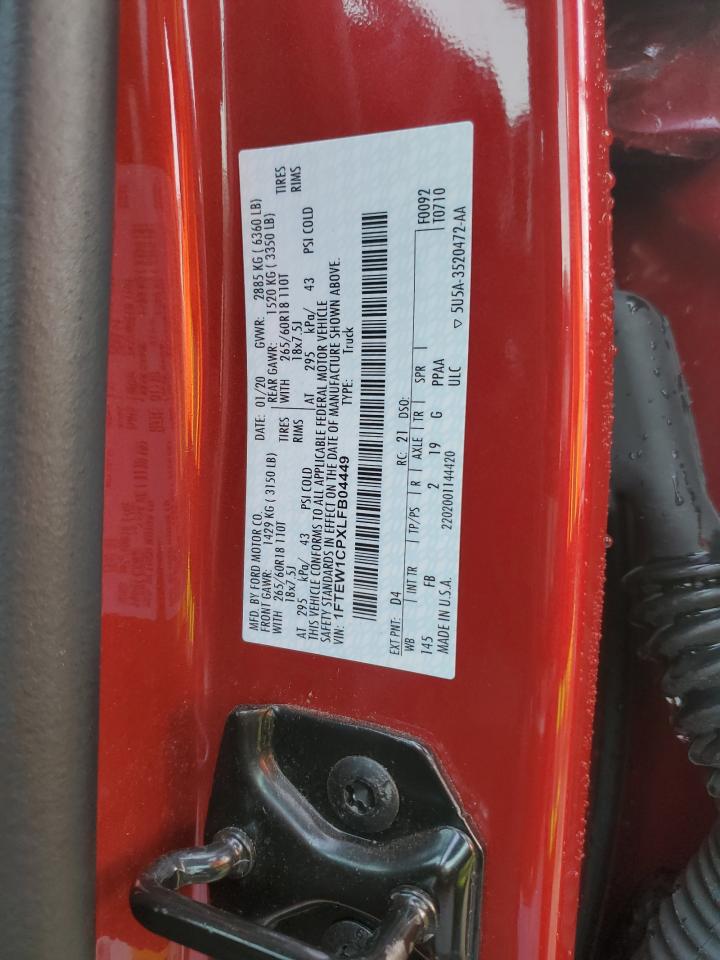 MFD. BY FORD MOTOR CO. DATE: 01/20 GVWR: 2885 KG ( 6360 LB)
FRONT GAWR: 1429 KG ( 3150 LB) REAR GAWR: 1520 KG ( 3350 LB)
WITH 265/60R18 110T TIRES WITH 265/60R18 110T TIRES
18x7.5J RIMS 18x7.5J RIMS
AT 295 kPa/ 43 PSI COLD AT 295 kPa/ 43 PSI COLD
THIS VEHICLE CONFORMS TO ALL APPLICABLE FEDERAL MOTOR VEHICLE
SAFETY STANDARDS IN EFFECT ON THE DATE OF MANUFACTURE SHOWN ABOVE.
VIN: 1FTEW1CPXLFB04449 TYPE: Truck
EXT PNT: D4 RC: 21 DSO: F0092
WB INT TR TP/PS R AXLE TR SPR T0710
145 FB 2 19 G PPAA
MADE IN U.S.A. 2202001144420 ULC ▽ 5U5A-3520472-AA